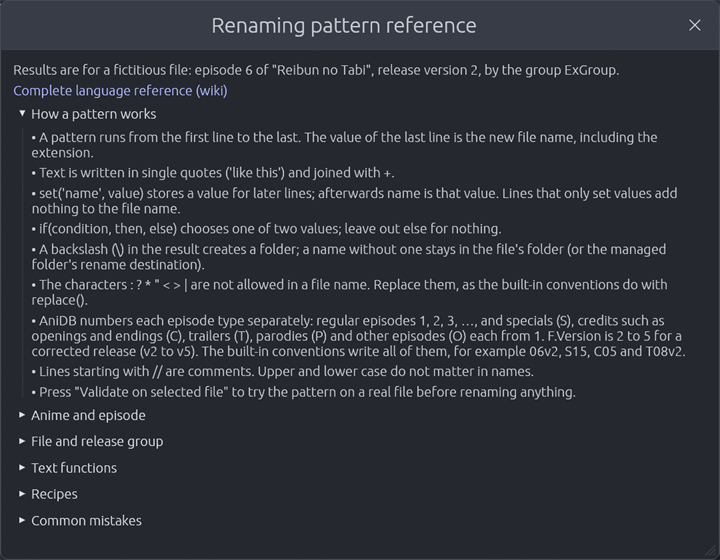 Renaming pattern reference
Results are for a fictitious file: episode 6 of "Reibun no Tabi", release version 2, by the group ExGroup.
Complete language reference (wiki)
▾ How a pattern works
• A pattern runs from the first line to the last. The value of the last line is the new file name, including the
extension.
• Text is written in single quotes ('like this') and joined with +.
• set('name', value) stores a value for later lines; afterwards name is that value. Lines that only set values add
nothing to the file name.
• if(condition, then, else) chooses one of two values; leave out else for nothing.
• A backslash (\) in the result creates a folder; a name without one stays in the file's folder (or the managed
folder's rename destination).
• The characters : ? * " < > | are not allowed in a file name. Replace them, as the built-in conventions do with
replace().
• AniDB numbers each episode type separately: regular episodes 1, 2, 3, …, and specials (S), credits such as
openings and endings (C), trailers (T), parodies (P) and other episodes (O) each from 1. F.Version is 2 to 5 for a
corrected release (v2 to v5). The built-in conventions write all of them, for example 06v2, S15, C05 and T08v2.
• Lines starting with // are comments. Upper and lower case do not matter in names.
• Press "Validate on selected file" to try the pattern on a real file before renaming anything.
▸ Anime and episode
▸ File and release group
▸ Text functions
▸ Recipes
▸ Common mistakes